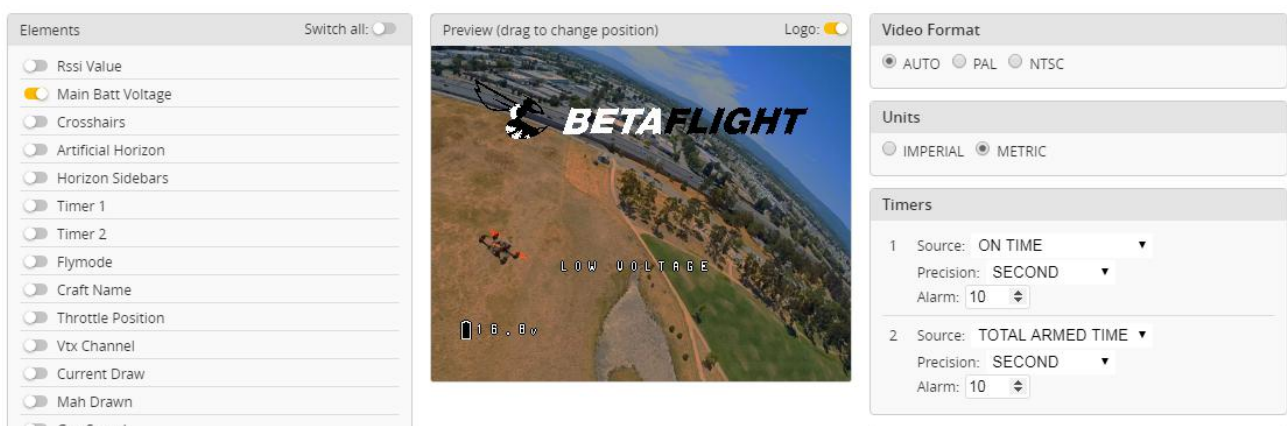 Elements
Switch all:
Rssi Value
Main Batt Voltage
Crosshairs
Artificial Horizon
Horizon Sidebars
Timer 1
Timer 2
Flymode
Craft Name
Throttle Position
Vtx Channel
Current Draw
Mah Drawn
Preview (drag to change position)
Logo:
BETAFLIGHT
LOW VOLTAGE
16.8v
Video Format
AUTO PAL NTSC
Units
IMPERIAL METRIC
Timers
1 Source: ON TIME
Precision: SECOND
Alarm: 10
2 Source: TOTAL ARMED TIME
Precision: SECOND
Alarm: 10